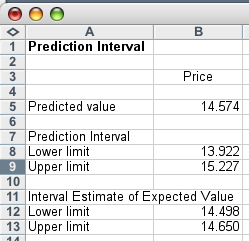 A B
1 Prediction Interval
2
3 Price
4
5 Predicted value 14.574
6
7 Prediction Interval
8 Lower limit 13.922
9 Upper limit 15.227
10
11 Interval Estimate of Expected Value
12 Lower limit 14.498
13 Upper limit 14.650